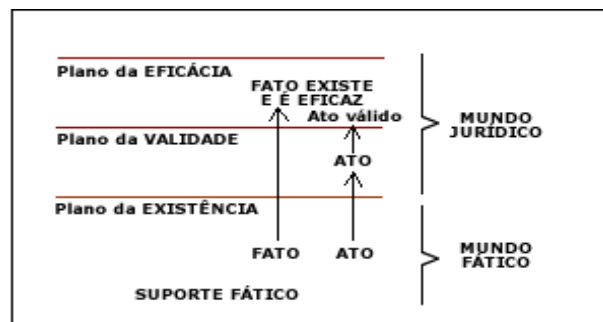 Plano da EFICÁCIA
FATO EXISTE
E É EFICAZ
Ato válido
MUNDO
JURÍDICO
Plano da VALIDADE
ATO
Plano da EXISTÊNCIA
FATO
ATO
MUNDO
FÁTICO
SUPORTE FÁTICO